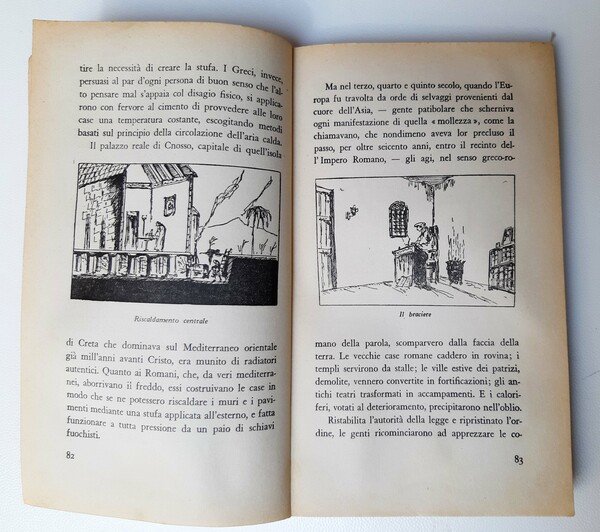 tire la necessità di creare la stufa. I Greci, invece,
persuasi al par d'ogni persona di buon senso che l'al-
to pensare mal s'appaia col disagio fisico, si applica-
rono con fervore al cimento di provvedere alle loro
case una temperatura costante, escogitando metodi
basati sul principio della circolazione dell'aria calda.
Il palazzo reale di Cnosso, capitale di quell'isola
Riscaldamento centrale
di Creta che dominava sul Mediterraneo orientale
già mill'anni avanti Cristo, era munito di radiatori
autentici. Quanto ai Romani, che, da veri mediterra-
nei, aborrivano il freddo, essi costruivano le case in
modo che se ne potessero riscaldare i muri e i pavi-
menti mediante una stufa applicata all'esterno, e fatta
funzionare a tutta pressione da un paio di schiavi
fuochisti.
82
Ma nel terzo, quarto e quinto secolo, quando l'Eu-
ropa fu travolta da orde di selvaggi provenienti dal
cuore dell'Asia, — gente patibolare che scherniva
ogni manifestazione di quella « mollezza », come la
chiamavano, che nondimeno aveva lor precluso il
passo, per oltre seicento anni, entro il recinto del-
l'Impero Romano, — gli agi, nel senso greco-ro-
Il braciere
mano della parola, scomparvero dalla faccia della
terra. Le vecchie case romane caddero in rovina; i
templi servirono da stalle; le ville estive dei patrizi,
demolite, vennero convertite in fortificazioni; gli an-
tichi teatri trasformati in accampamenti. E i calori-
feri, votati al deterioramento, precipitarono nell'oblio.
Ristabilita l'autorità della legge e ripristinato l'or-
dine, le genti ricominciarono ad apprezzare le co-
83